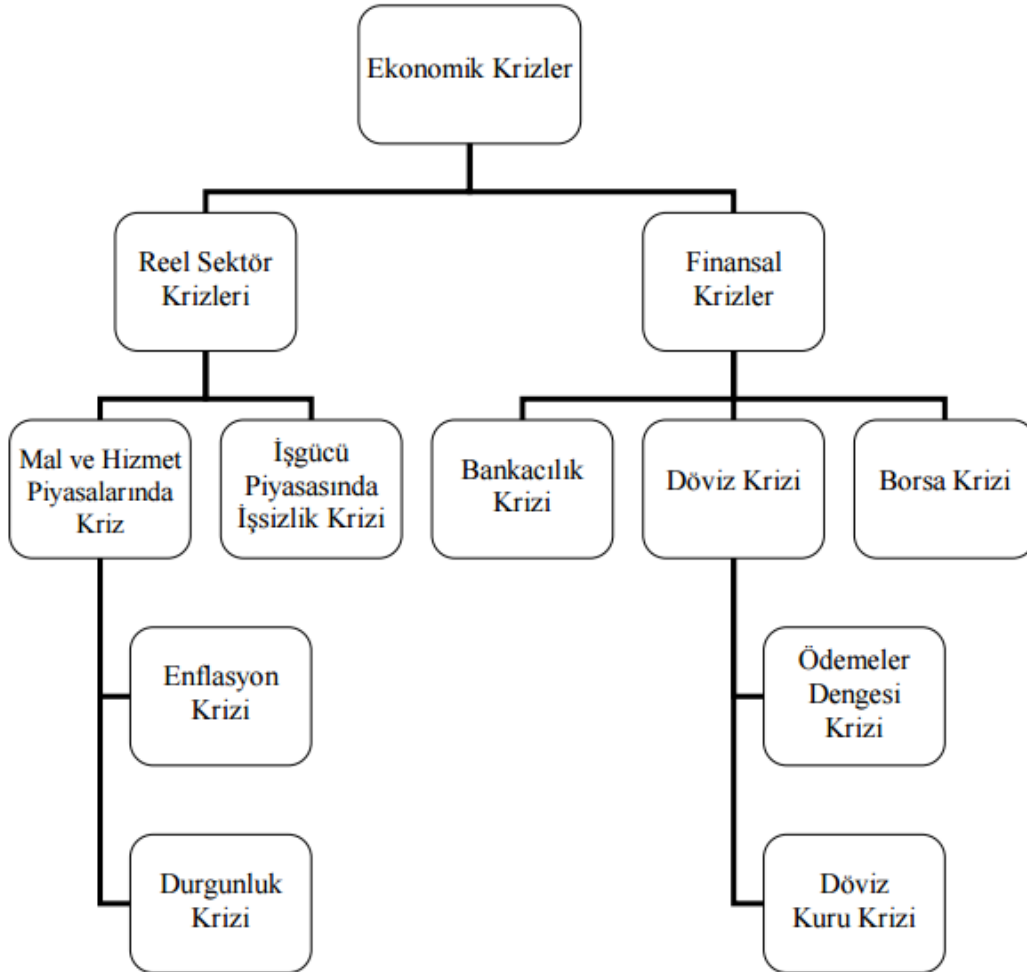 Ekonomik Krizler
Reel Sektör
Krizleri
Finansal
Krizler
Mal ve Hizmet
Piyasalarında
Kriz
İşgücü
Piyasasında
İşsizlik Krizi
Bankacılık
Krizi
Döviz Krizi
Borsa Krizi
Enflasyon
Krizi
Ödemeler
Dengesi
Krizi
Durgunluk
Krizi
Döviz
Kuru Krizi